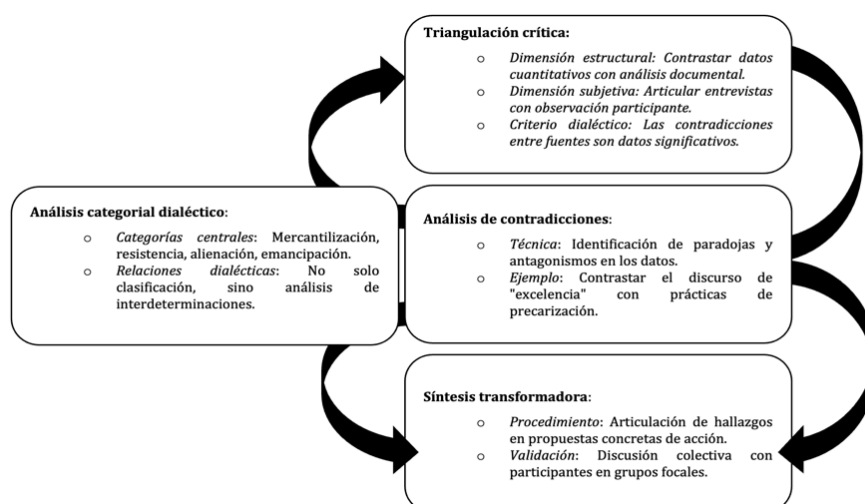 Triangulación crítica:
o Dimensión estructural: Contrastar datos
cuantitativos con análisis documental.
o Dimensión subjetiva: Articular entrevistas
con observación participante.
o Criterio dialéctico: Las contradicciones
entre fuentes son datos significativos.
Análisis categorial dialéctico:
o Categorías centrales: Mercantilización,
resistencia, alienación, emancipación.
o Relaciones dialécticas: No solo
clasificación, sino análisis de
interdeterminaciones.
Análisis de contradicciones:
o Técnica: Identificación de paradojas y
antagonismos en los datos.
o Ejemplo: Contrastar el discurso de
"excelencia" con prácticas de
precarización.
Síntesis transformadora:
o Procedimiento: Articulación de hallazgos
en propuestas concretas de acción.
o Validación: Discusión colectiva con
participantes en grupos focales.